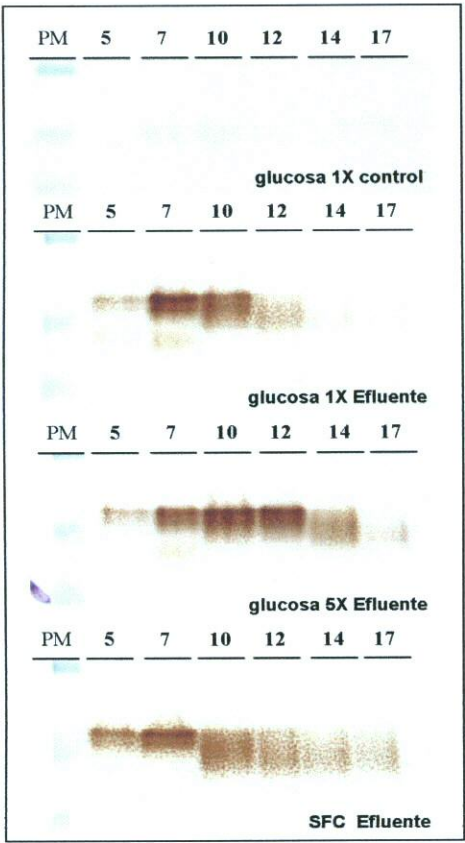 PM 5 7 10 12 14 17
glucosa 1X control
PM 5 7 10 12 14 17
glucosa 1X Efluente
PM 5 7 10 12 14 17
glucosa 5X Efluente
PM 5 7 10 12 14 17
SFC Efluente